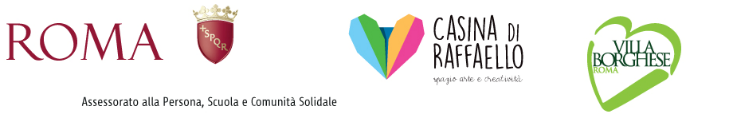 ROMA
SPQR
Assessorato alla Persona, Scuola e Comunità Solidale
CASINA DI
RAFFAELLO
spazio arte e creatività
VILLA
BORGHESE
ROMA